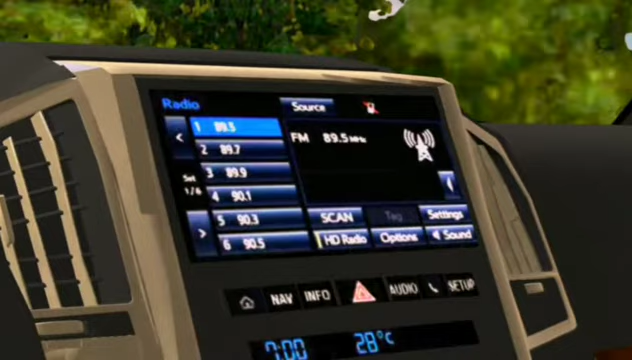 Radio
Source
1 89.5
2 89.7
3 89.9
4 90.1
5 90.3
6 90.5
<
Set
1/6
>
FM 89.5 MHz
SCAN Tag Settings
HD Radio Options Sound
NAV INFO AUDIO SETUP
7:00 28°C